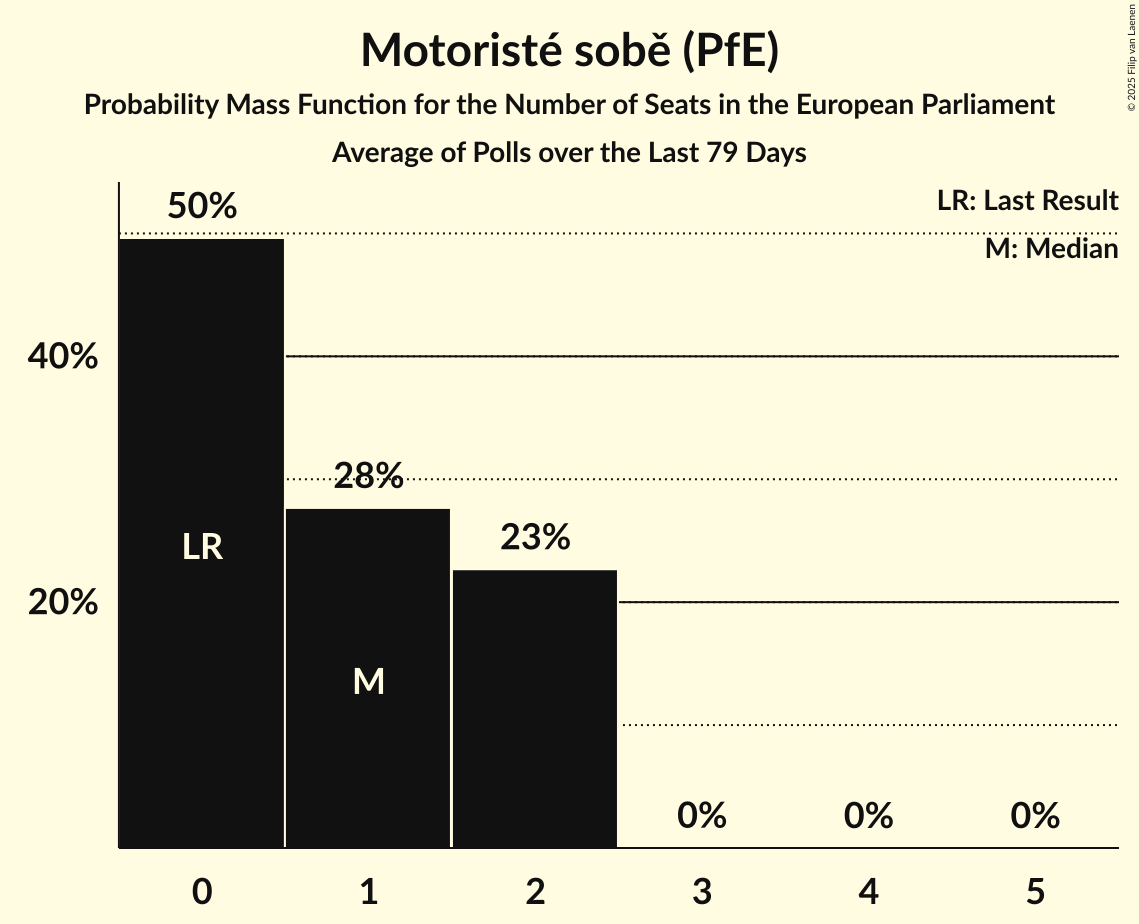 Motoristé sobě (PfE)
Probability Mass Function for the Number of Seats in the European Parliament
Average of Polls over the Last 79 Days
© 2025 Filip van Laenen
LR: Last Result
M: Median
50%
40%
28%
23%
20%
LR
M
0%
0%
0%
0
1
2
3
4
5